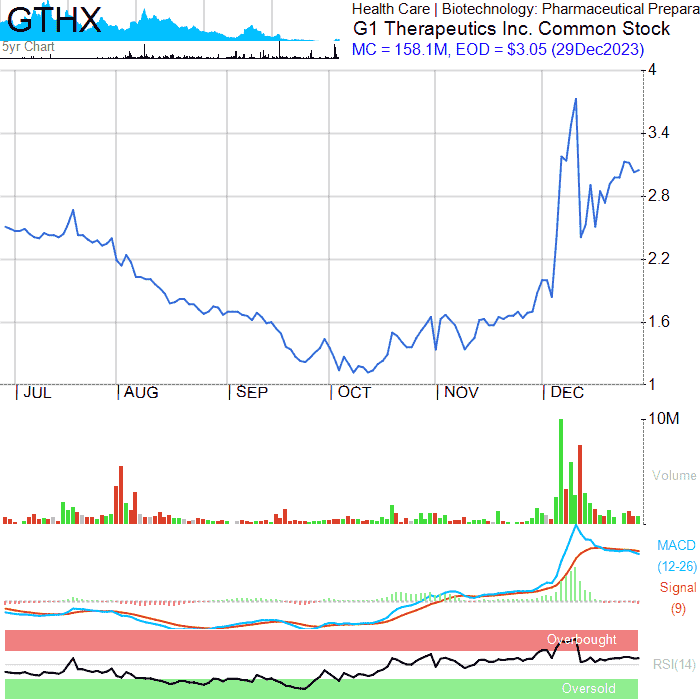 GTHX
5yr Chart
Health Care | Biotechnology: Pharmaceutical Prepara
G1 Therapeutics Inc. Common Stock
MC = 158.1M, EOD = $3.05 (29Dec2023)
4
3.4
2.8
2.2
1.6
1
JUL AUG SEP OCT NOV DEC
10M
Volume
MACD
(12-26)
Signal
(9)
Overbought
RSI(14)
Oversold